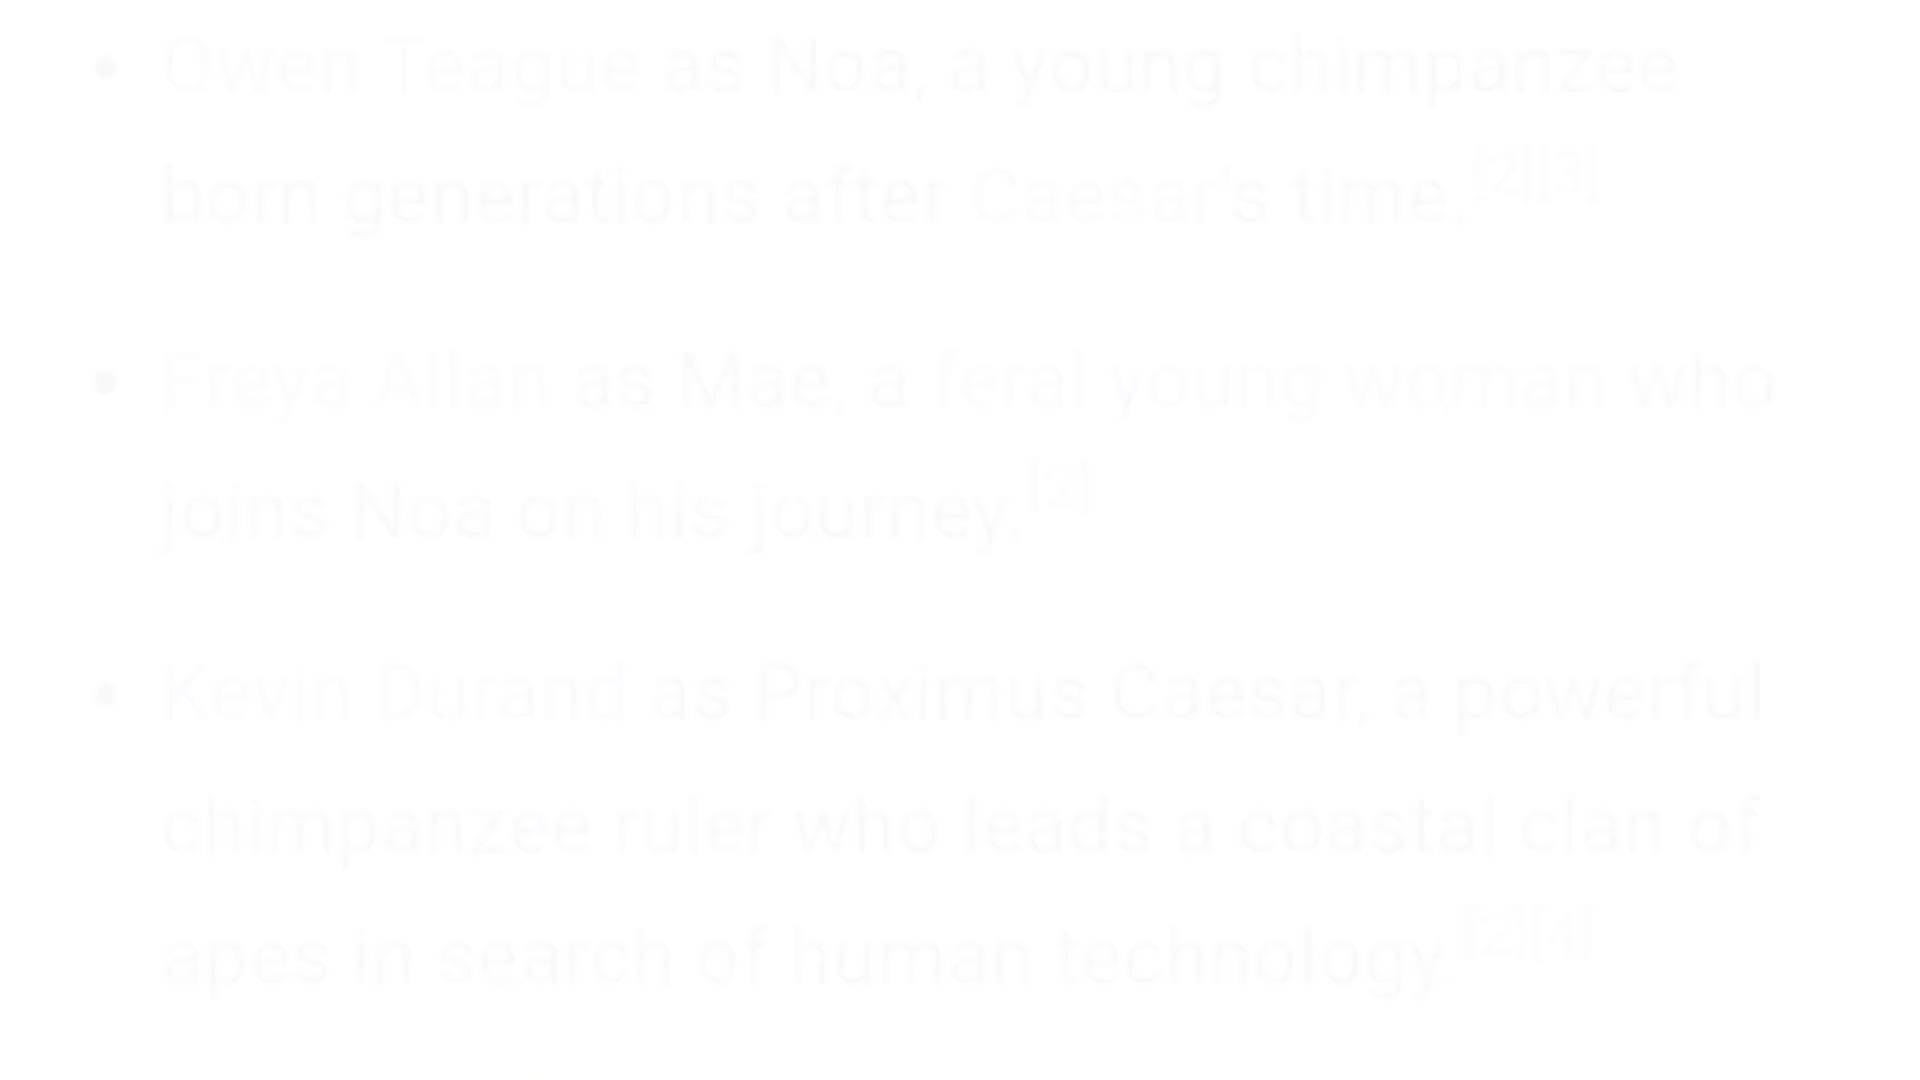 • Owen Teague as Noa, a young chimpanzee
born generations after Caesar's time.[2][3]
• Freya Allan as Mae, a feral young woman who
joins Noa on his journey.[2]
• Kevin Durand as Proximus Caesar, a powerful
chimpanzee ruler who leads a coastal clan of
apes in search of human technology.[2][4]